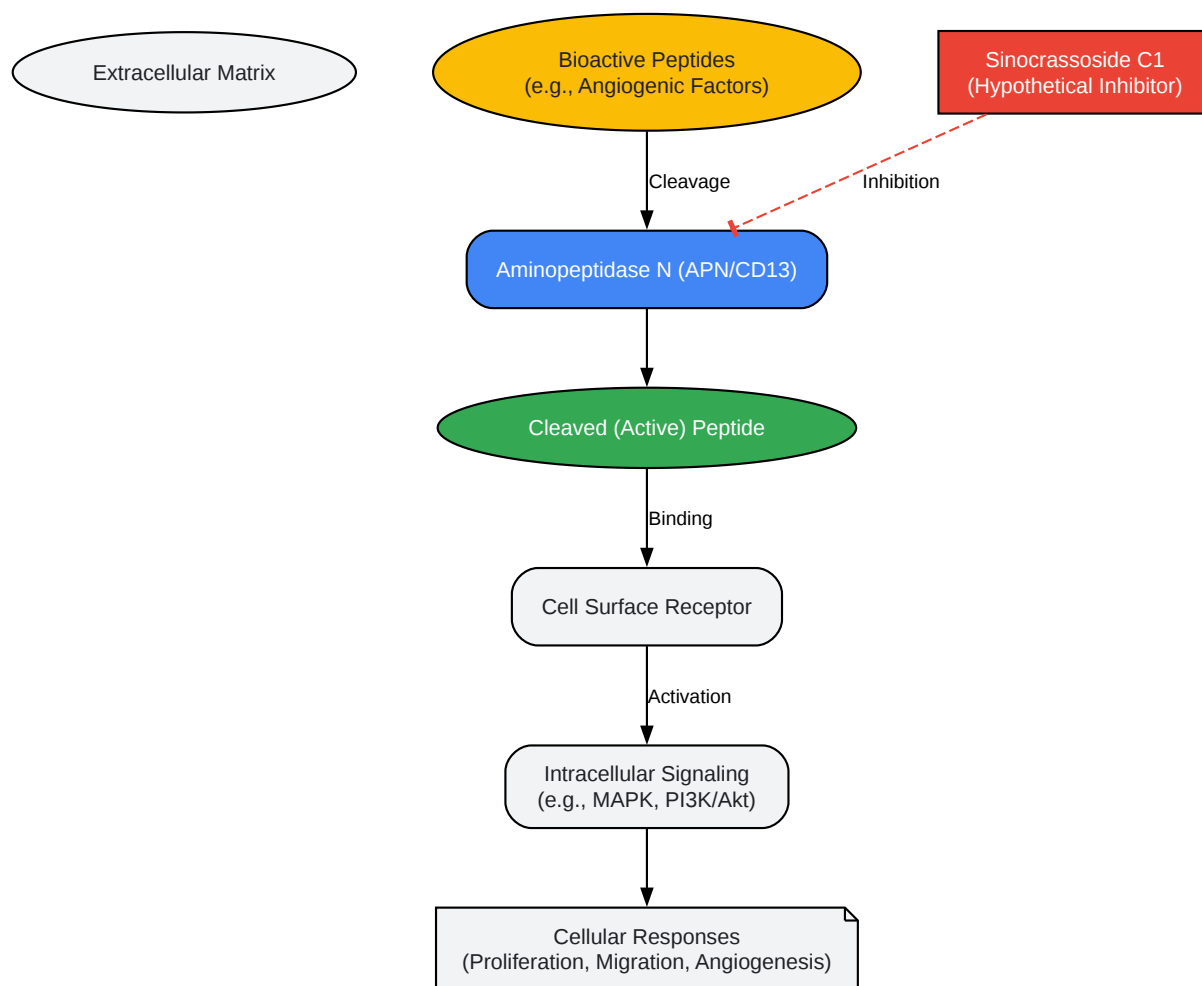 Extracellular Matrix
Bioactive Peptides
(e.g., Angiogenic Factors)
Sinocrassoside C1
(Hypothetical Inhibitor)
Cleavage
Inhibition
Aminopeptidase N (APN/CD13)
Cleaved (Active) Peptide
Binding
Cell Surface Receptor
Activation
Intracellular Signaling
(e.g., MAPK, PI3K/Akt)
Cellular Responses
(Proliferation, Migration, Angiogenesis)